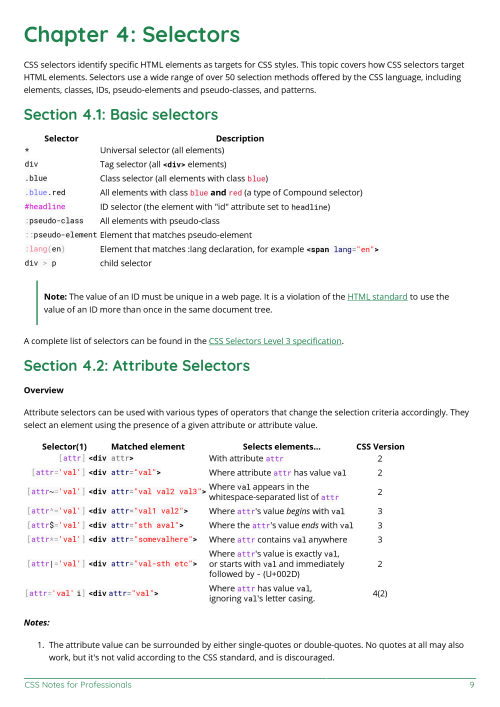 Chapter 4: Selectors
CSS selectors identify specific HTML elements as targets for CSS styles. This topic covers how CSS selectors target
HTML elements. Selectors use a wide range of over 50 selection methods offered by the CSS language, including
elements, classes, IDs, pseudo-elements and pseudo-classes, and patterns.
Section 4.1: Basic selectors
Selector Description
* Universal selector (all elements)
div Tag selector (all <div> elements)
.blue Class selector (all elements with class blue)
.blue.red All elements with class blue and red (a type of Compound selector)
#headline ID selector (the element with "id" attribute set to headline)
:pseudo-class All elements with pseudo-class
::pseudo-element Element that matches pseudo-element
:lang(en) Element that matches :lang declaration, for example <span lang="en">
div > p child selector
Note: The value of an ID must be unique in a web page. It is a violation of the HTML standard to use the
value of an ID more than once in the same document tree.
A complete list of selectors can be found in the CSS Selectors Level 3 specification.
Section 4.2: Attribute Selectors
Overview
Attribute selectors can be used with various types of operators that change the selection criteria accordingly. They
select an element using the presence of a given attribute or attribute value.
Selector(1) Matched element Selects elements... CSS Version
[attr] <div attr> With attribute attr 2
[attr='val'] <div attr="val"> Where attribute attr has value val 2
[attr~='val'] <div attr="val val2 val3"> Where val appears in the
whitespace-separated list of attr 2
[attr^='val'] <div attr="val1 val2"> Where attr's value begins with val 3
[attr$='val'] <div attr="sth aval"> Where the attr's value ends with val 3
[attr*='val'] <div attr="somevalhere"> Where attr contains val anywhere 3
[attr|='val'] <div attr="val-sth etc"> Where attr's value is exactly val,
or starts with val and immediately 2
followed by - (U+002D)
[attr='val' i] <div attr="val"> Where attr has value val,
ignoring val's letter casing. 4(2)
Notes:
1. The attribute value can be surrounded by either single-quotes or double-quotes. No quotes at all may also
work, but it's not valid according to the CSS standard, and is discouraged.
CSS Notes for Professionals 9